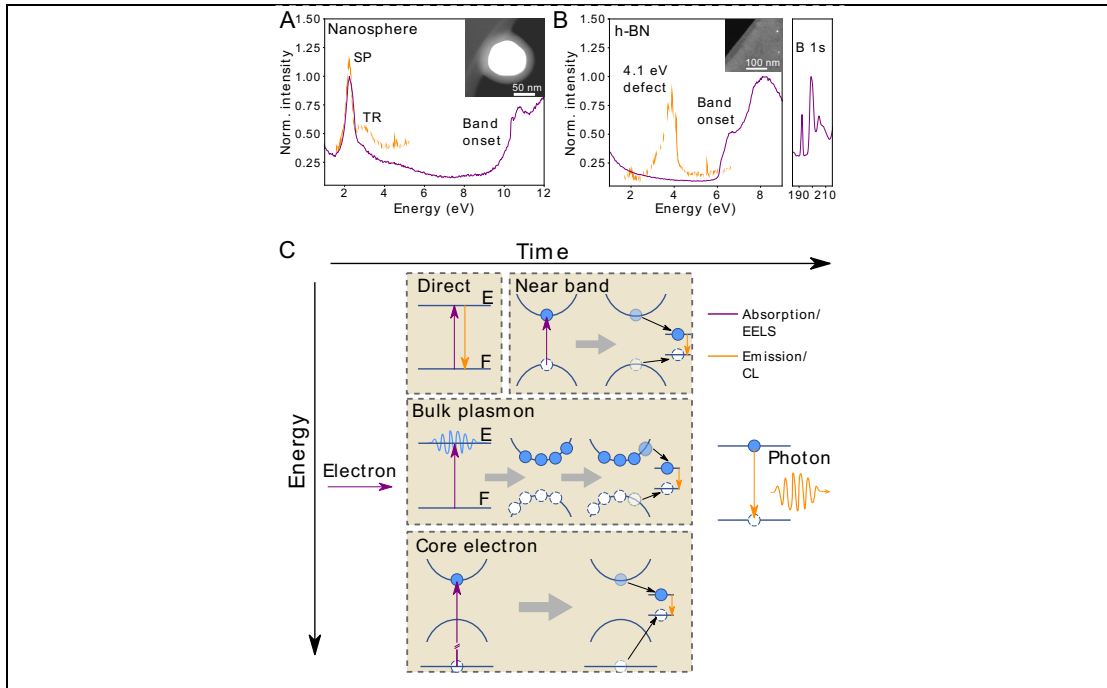 A
Nanosphere
1.50
1.25
1.00
0.75
0.50
0.25
Norm. intensity
SP
TR
Band
onset
50 nm
2 4 6 8 10 12
Energy (eV)
B
h-BN
1.50
1.25
1.00
0.75
0.50
0.25
Norm. intensity
4.1 eV
defect
Band
onset
100 nm
2 4 6 8
Energy (eV)
B 1s
190 210
C
Time
Energy
Direct
E
F
Near band
Absorption/
EELS
Emission/
CL
Bulk plasmon
E
F
Electron
Photon
Core electron